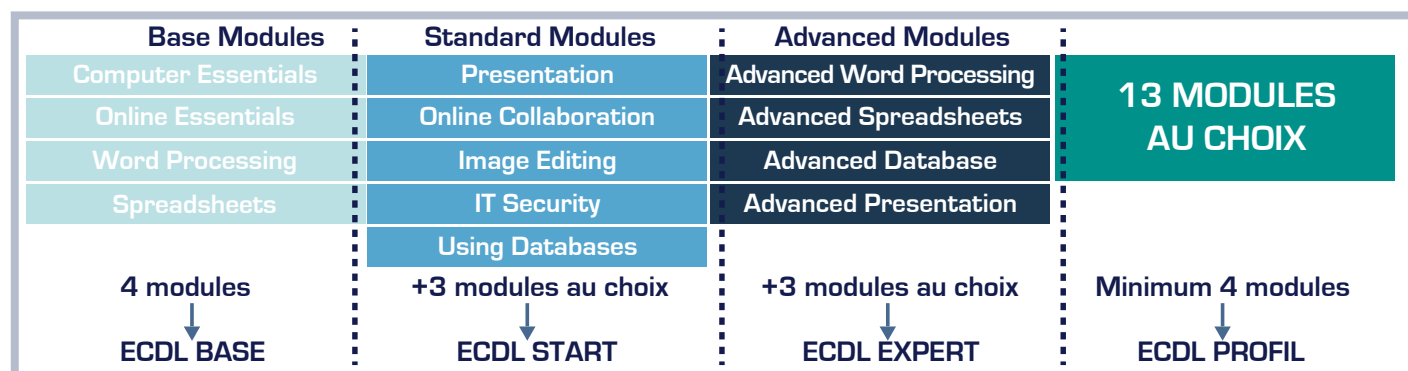 Base Modules
Computer Essentials
Online Essentials
Word Processing
Spreadsheets
4 modules
ECDL BASE
Standard Modules
Presentation
Online Collaboration
Image Editing
IT Security
Using Databases
+3 modules au choix
ECDL START
Advanced Modules
Advanced Word Processing
Advanced Spreadsheets
Advanced Database
Advanced Presentation
+3 modules au choix
ECDL EXPERT
13 MODULES
AU CHOIX
Minimum 4 modules
ECDL PROFIL